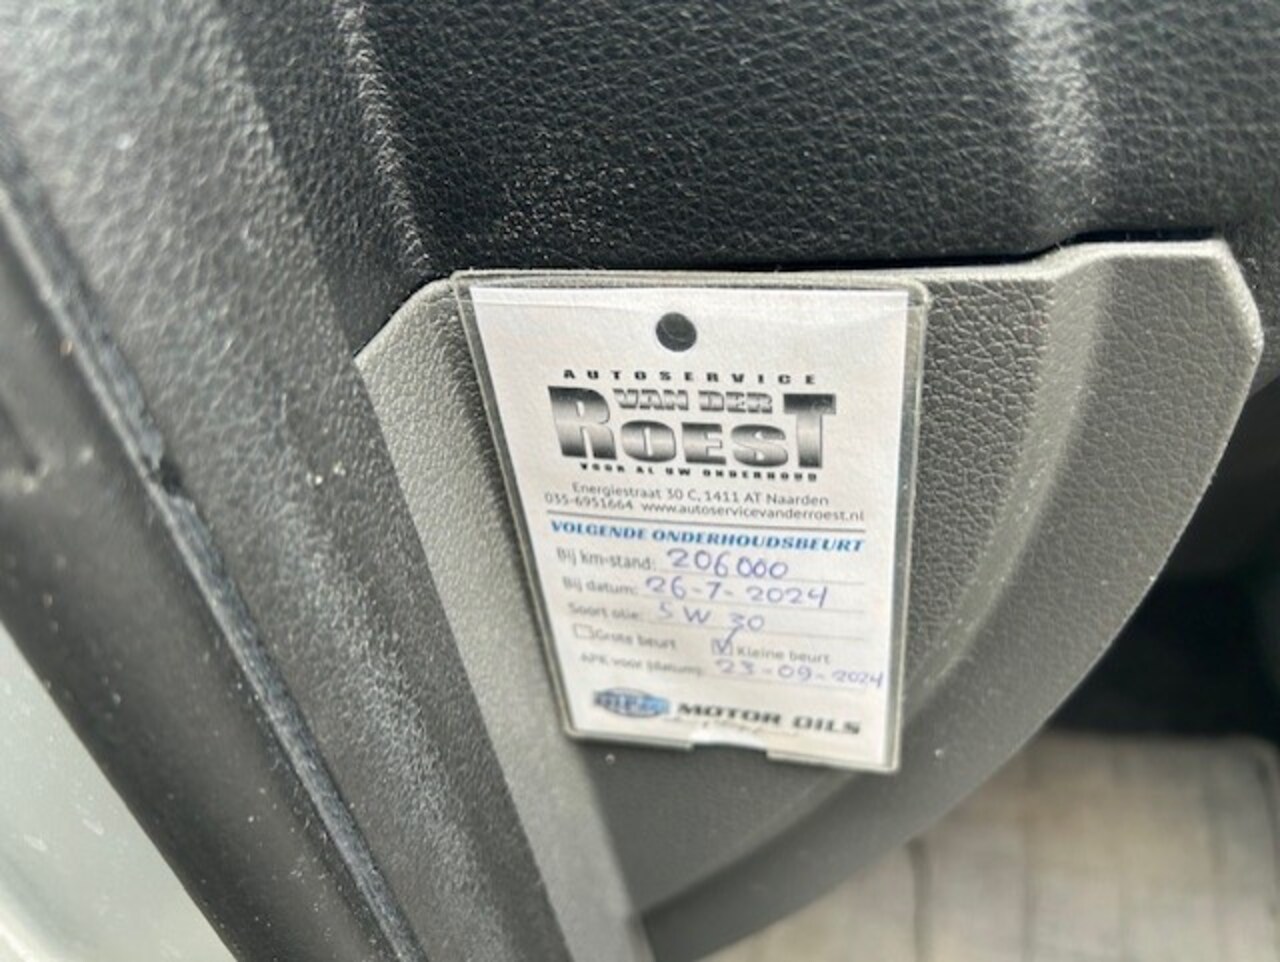 AUTOSERVICE
VAN DER
ROEST
VOOR AL UW ONDERHOUD
Energiestraat 30 C, 1411 AT Naarden
035-6951664 www.autoservicevanderroest.nl
VOLGENDE ONDERHOUDSBEURT
Bij km-stand: 206000
Bij datum: 26-7-2024
Soort olie: 5 W 30
Grote beurt Kleine beurt
APK voor (datum): 23-09-2024
MOTOR OILS